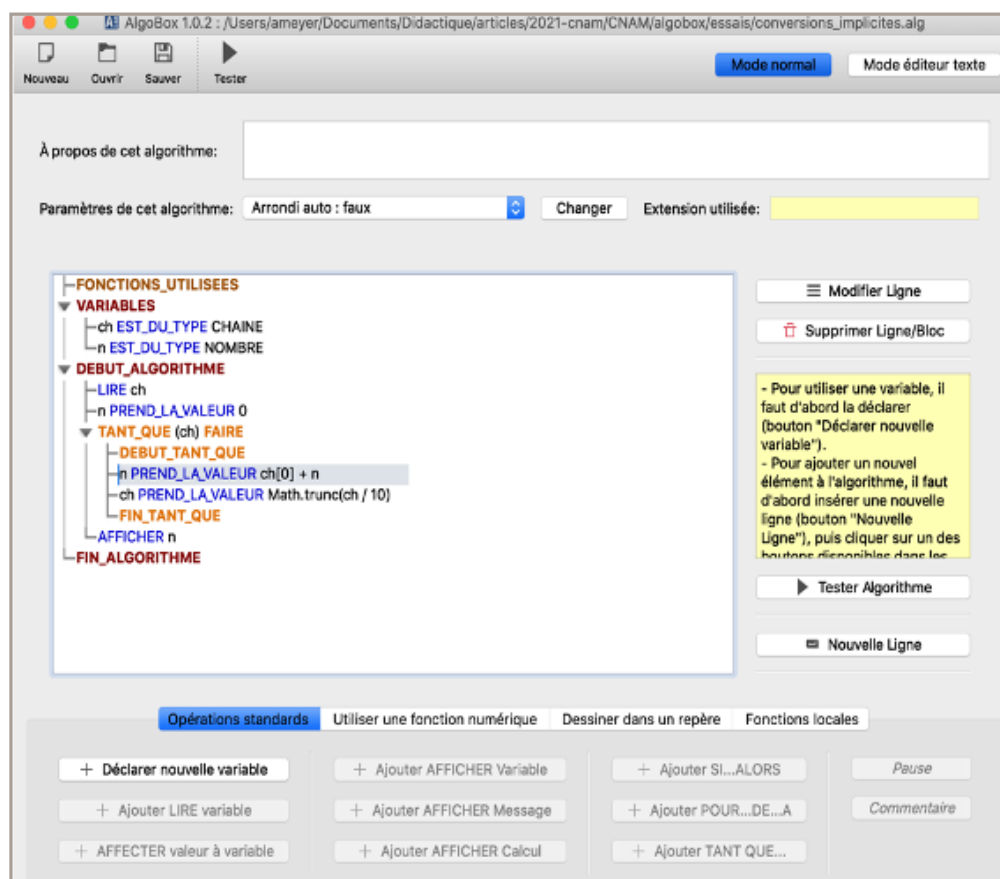 AlgoBox 1.0.2 : /Users/ameyer/Documents/Didactique/articles/2021-cnam/CNAM/algobox/essais/conversions_implicites.alg
Nouveau Ouvrir Sauver Tester
Mode normal Mode éditeur texte
À propos de cet algorithme:
Paramètres de cet algorithme: Arrondi auto : faux Changer Extension utilisée:
FONCTIONS_UTILISEES
VARIABLES
ch EST_DU_TYPE CHAINE
n EST_DU_TYPE NOMBRE
DEBUT_ALGORITHME
LIRE ch
n PREND_LA_VALEUR 0
TANT_QUE (ch) FAIRE
DEBUT_TANT_QUE
n PREND_LA_VALEUR ch[0] + n
ch PREND_LA_VALEUR Math.trunc(ch / 10)
FIN_TANT_QUE
AFFICHER n
FIN_ALGORITHME
Modifier Ligne
Supprimer Ligne/Bloc
- Pour utiliser une variable, il
faut d'abord la déclarer
(bouton "Déclarer nouvelle
variable").
- Pour ajouter un nouvel
élément à l'algorithme, il faut
d'abord insérer une nouvelle
ligne (bouton "Nouvelle
Ligne"), puis cliquer sur un des
boutons disponibles dans les
Tester Algorithme
Nouvelle Ligne
Opérations standards Utiliser une fonction numérique Dessiner dans un repère Fonctions locales
+ Déclarer nouvelle variable + Ajouter AFFICHER Variable + Ajouter SI...ALORS Pause
+ Ajouter LIRE variable + Ajouter AFFICHER Message + Ajouter POUR...DE...A Commentaire
+ AFFECTER valeur à variable + Ajouter AFFICHER Calcul + Ajouter TANT QUE...